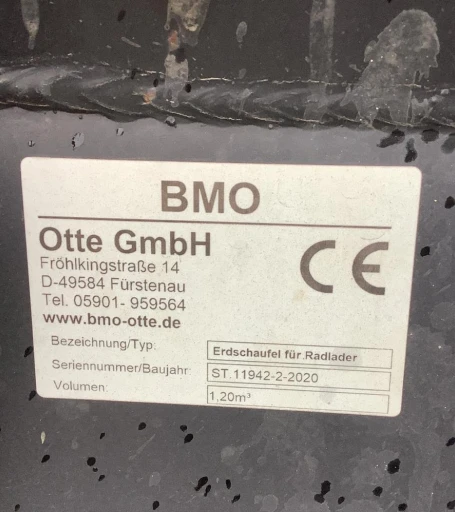 BMO
Otte GmbH
CE
Fröhlkingstraße 14
D-49584 Fürstenau
Tel. 05901- 959564
www.bmo-otte.de
Bezeichnung/Typ: Erdschaufel für Radlader
Seriennummer/Baujahr: ST.11942-2-2020
Volumen: 1,20m³